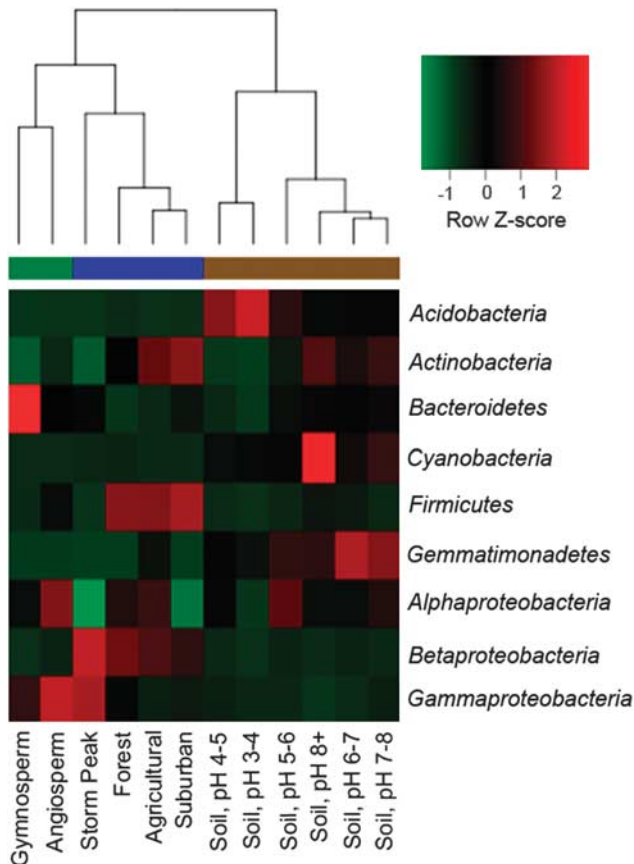 -1 0 1 2
Row Z-score
Acidobacteria
Actinobacteria
Bacteroidetes
Cyanobacteria
Firmicutes
Gemmatimonadetes
Alphaproteobacteria
Betaproteobacteria
Gammaproteobacteria
Gymnosperm
Angiosperm
Storm Peak
Forest
Agricultural
Suburban
Soil, pH 4-5
Soil, pH 3-4
Soil, pH 5-6
Soil, pH 8+
Soil, pH 6-7
Soil, pH 7-8